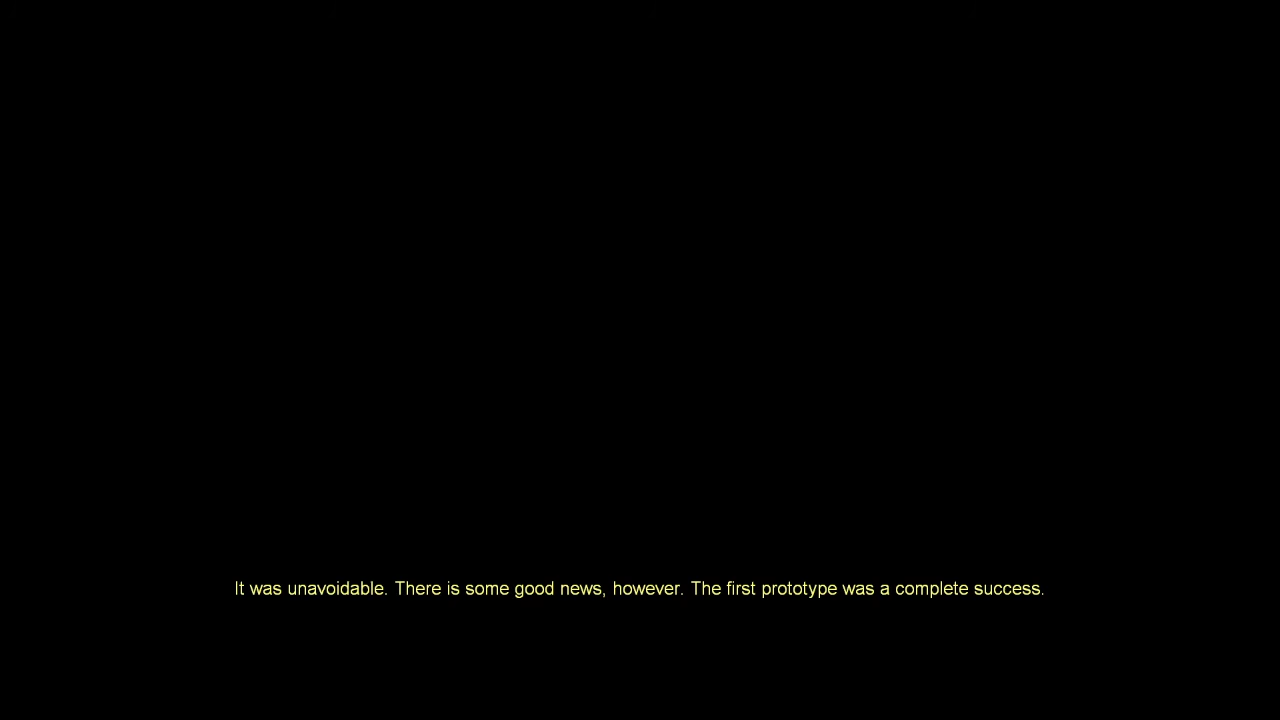 It was unavoidable. There is some good news, however. The first prototype was a complete success.